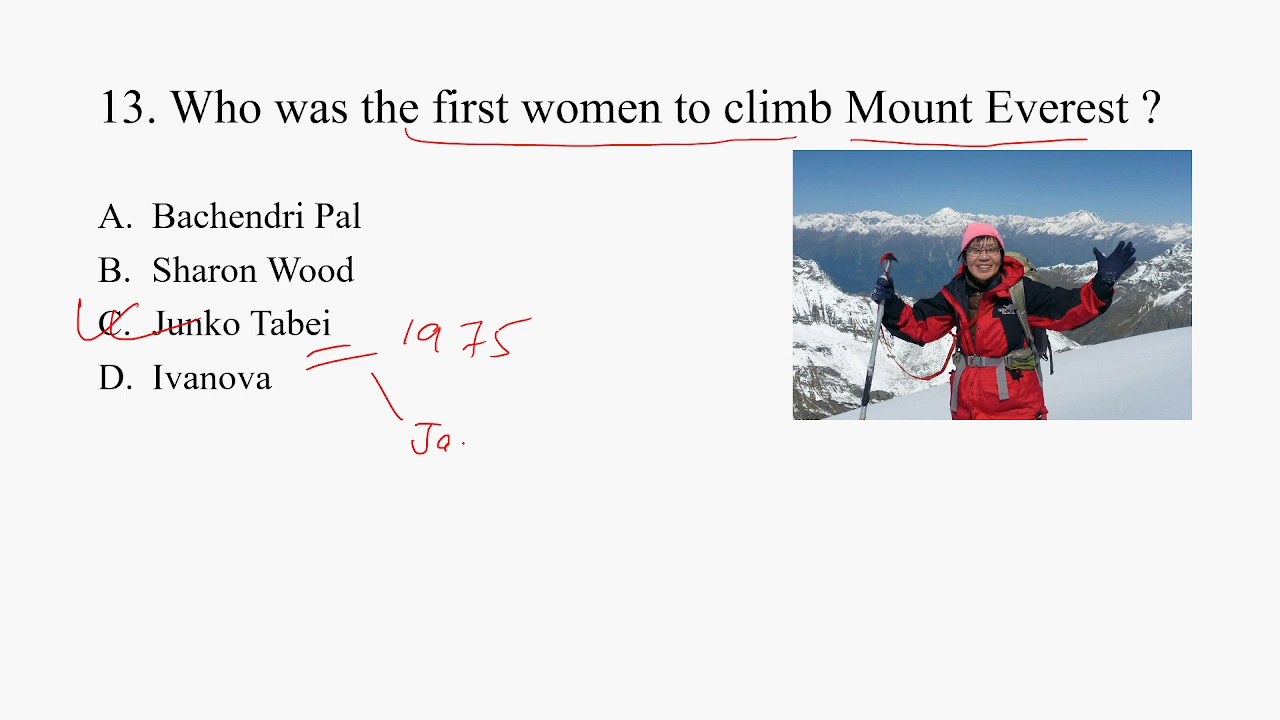 13. Who was the first women to climb Mount Everest ?
A. Bachendri Pal
B. Sharon Wood
C. Junko Tabei
1975
D. Ivanova
Ja.